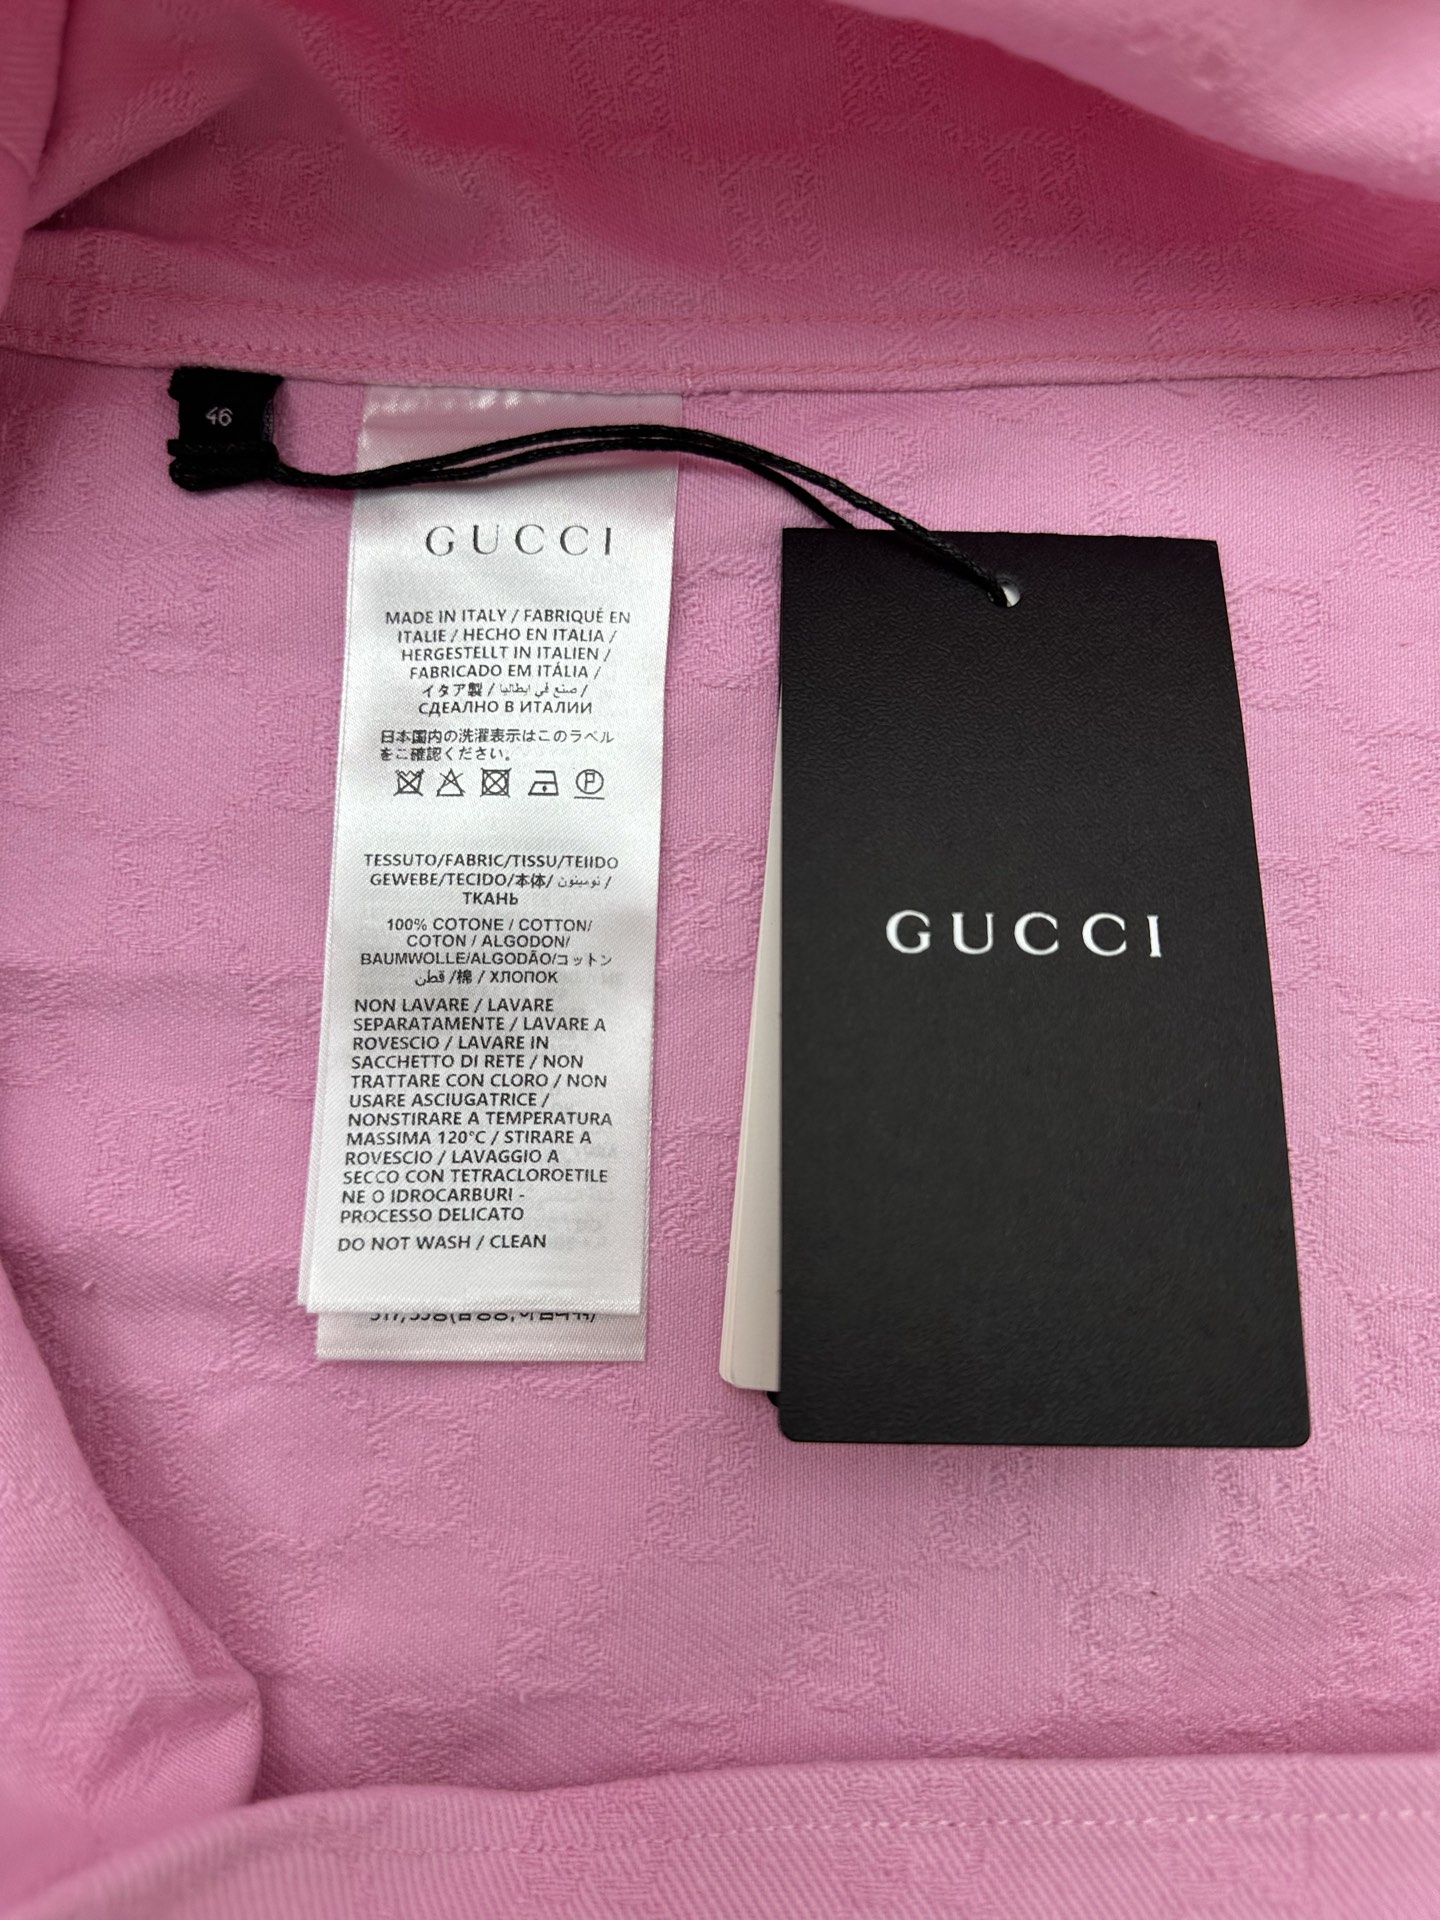 46
GUCCI
MADE IN ITALY / FABRIQUÉ EN
ITALIE / HECHO EN ITALIA /
HERGESTELLT IN ITALIEN /
FABRICADO EM ITÁLIA /
イタア製 / صنع في ايطاليا /
СДЕАЛНО В ИТАЛИИ
日本国内の洗濯表示はこのラベル
をご確認ください。
P
TESSUTO/FABRIC/TISSU/TEIIDO
GEWEBE/TECIDO/本体/ نومينون /
ТКАНЬ
100% COTONE / COTTON/
COTON / ALGODON/
BAUMWOLLE/ALGODÃO/コットン
قطن /棉 / ХЛОПОК
NON LAVARE / LAVARE
SEPARATAMENTE / LAVARE A
ROVESCIO / LAVARE IN
SACCHETTO DI RETE / NON
TRATTARE CON CLORO / NON
USARE ASCIUGATRICE /
NONSTIRARE A TEMPERATURA
MASSIMA 120°C / STIRARE A
ROVESCIO / LAVAGGIO A
SECCO CON TETRACLOROETILE
NE O IDROCARBURI -
PROCESSO DELICATO
DO NOT WASH / CLEAN
GUCCI